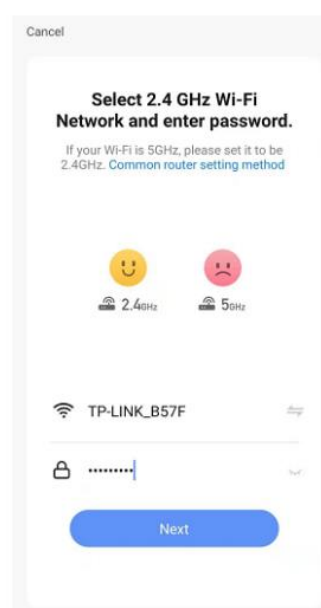 Cancel
Select 2.4 GHz Wi-Fi
Network and enter password.
If your Wi-Fi is 5GHz, please set it to be
2.4GHz. Common router setting method
2.4GHz
5GHz
TP-LINK_B57F
•••••••••
Next